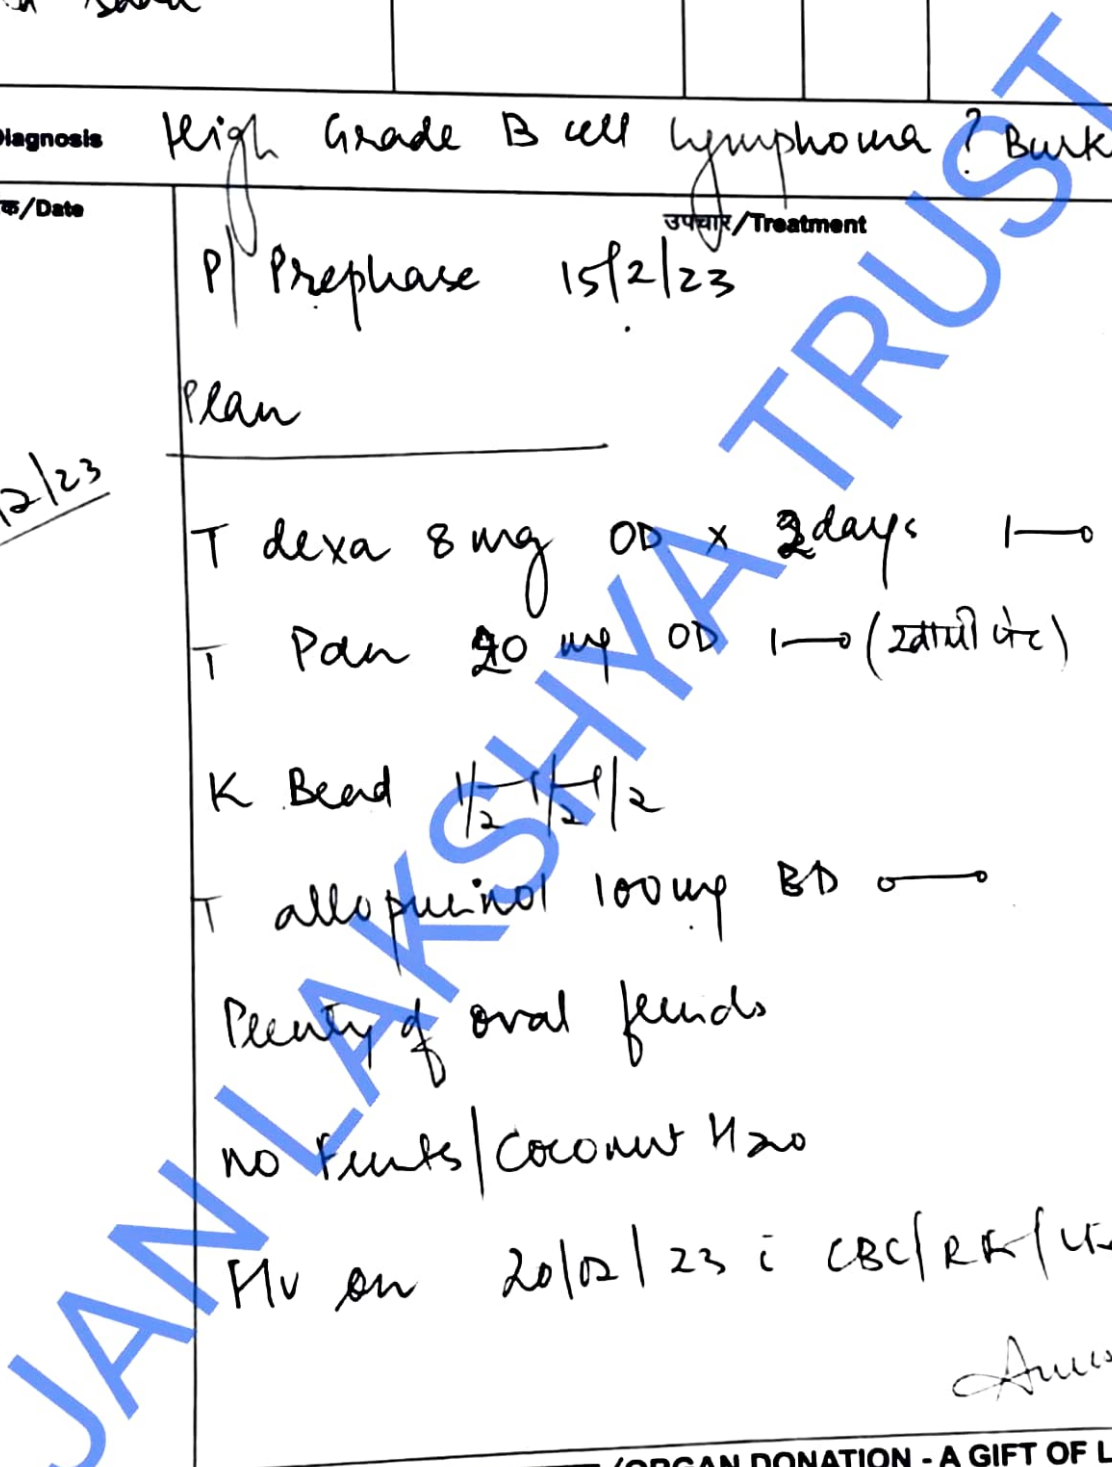 Diagnosis High Grade B cell lymphoma ? Burk
क/Date
उपचार/Treatment
P/ Prephase 15/2/23
Plan
2/23
T dexa 8 mg OD x days 1—0
T Pan mg OD 1—0 (खाली पेट)
K Bend 1/2—1/2—1/2
T allopurinol 100 mg BD 0—0
Plenty of oral fluids
no Fruits/Coconut H2O
F/U on 20/02/23 c̄ CBC/RFT/
(ORGAN DONATION - A GIFT OF L
JAN LAKSHYA TRUST